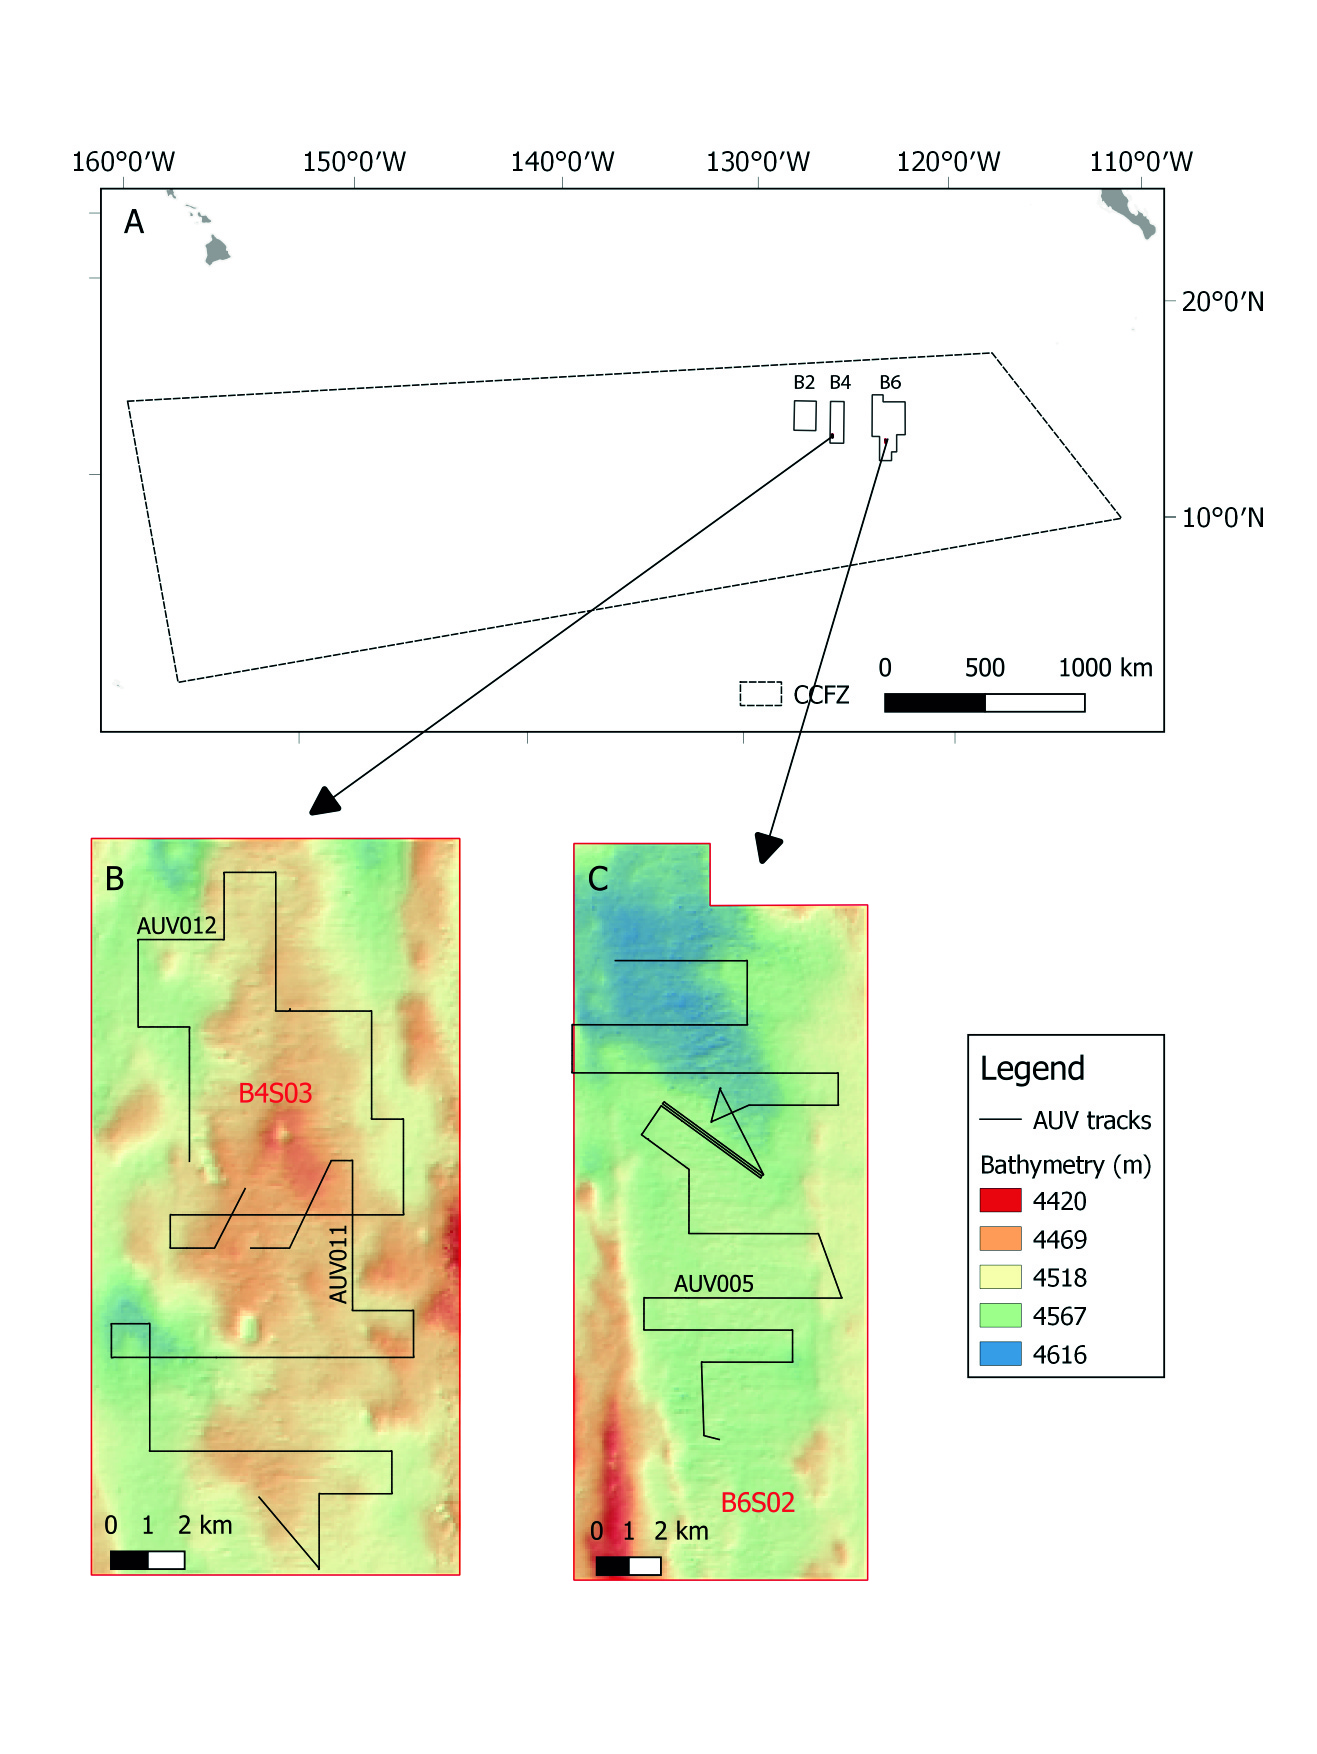 160°0′W 150°0′W 140°0′W 130°0′W 120°0′W 110°0′W
A
20°0′N
B2 B4 B6
10°0′N
0 500 1000 km
CCFZ
B
AUV012
B4S03
AUV011
0 1 2 km
C
AUV005
B6S02
0 1 2 km
Legend
AUV tracks
Bathymetry (m)
4420
4469
4518
4567
4616